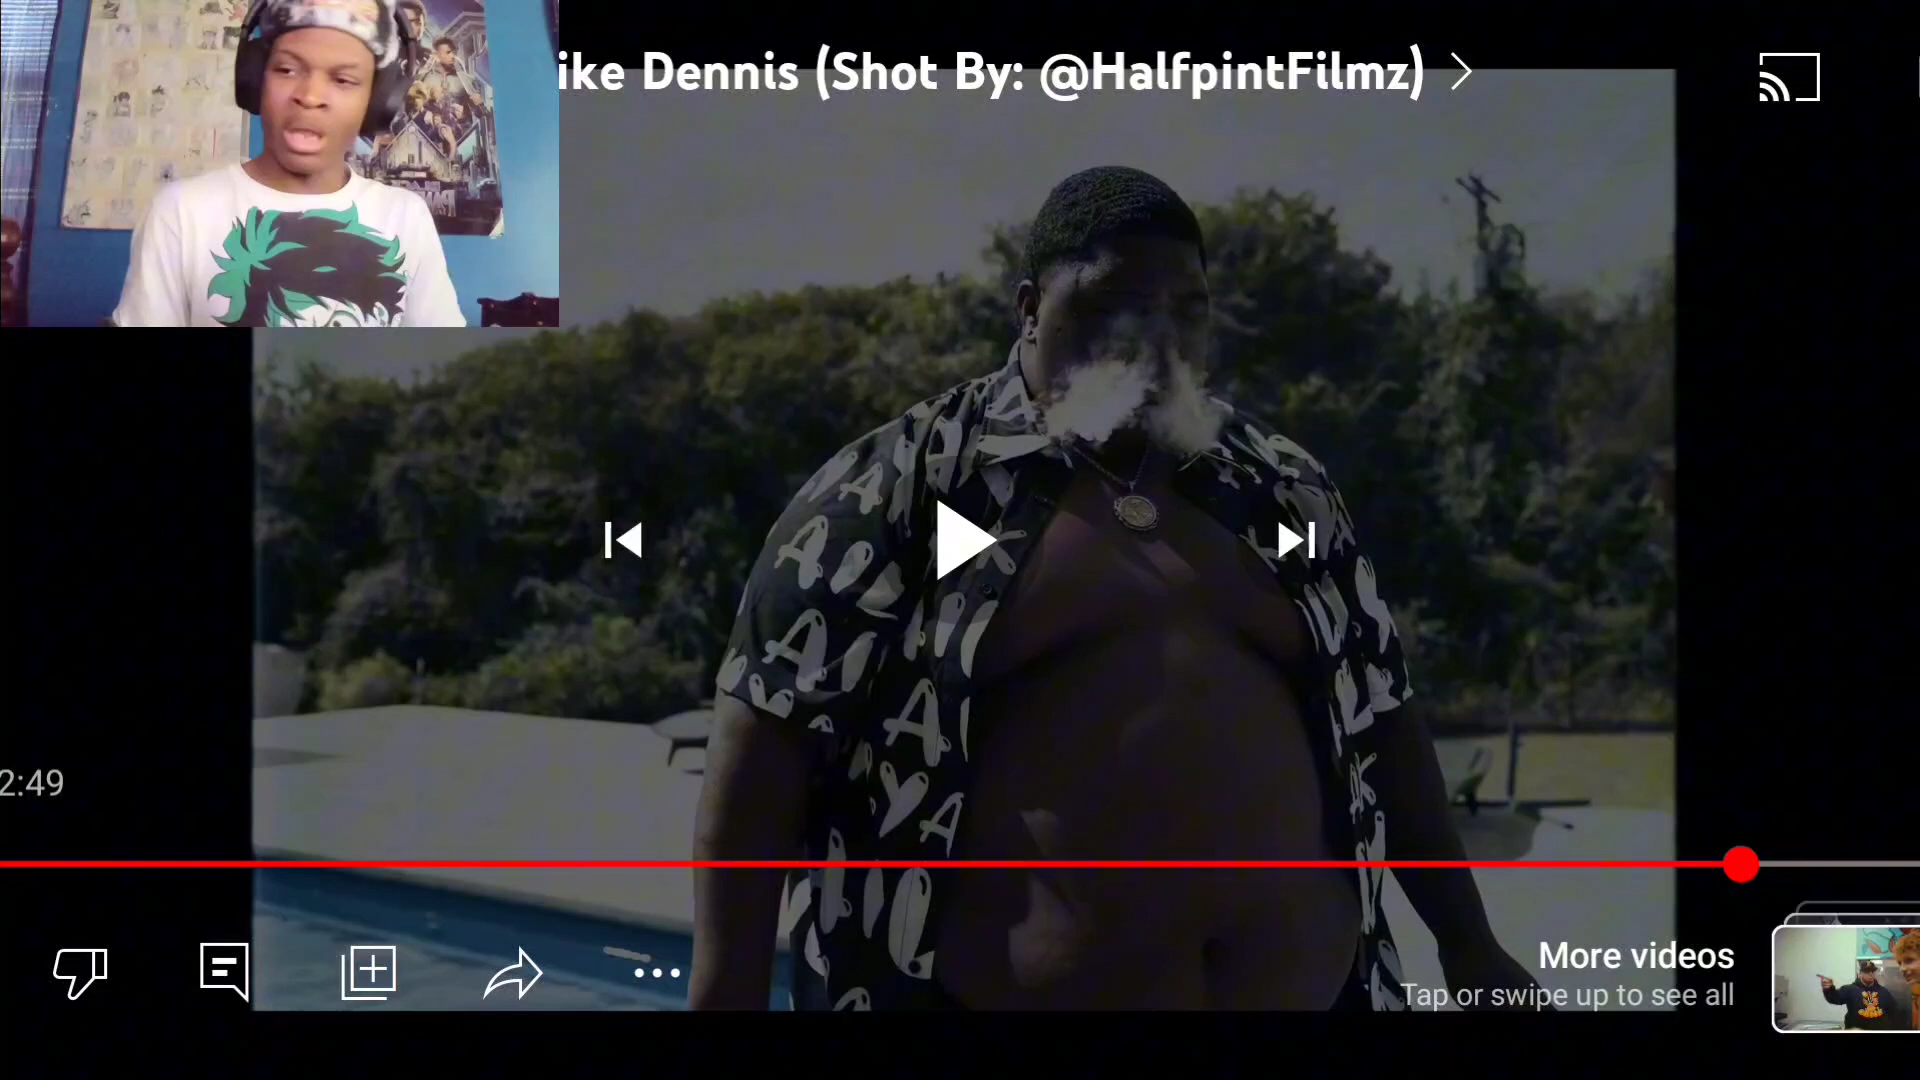 ike Dennis (Shot By: @HalfpintFilmz)
2:49
More videos
Tap or swipe up to see all